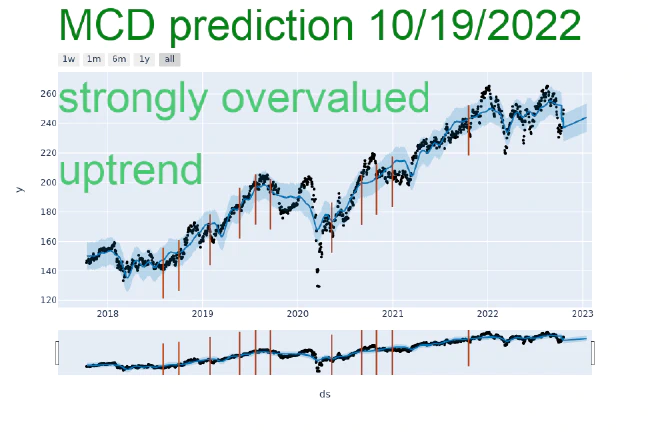 MCD prediction 10/19/2022
1w 1m 6m 1y all
strongly overvalued
uptrend
y
260
240
220
200
180
160
140
120
2018 2019 2020 2021 2022 2023
ds